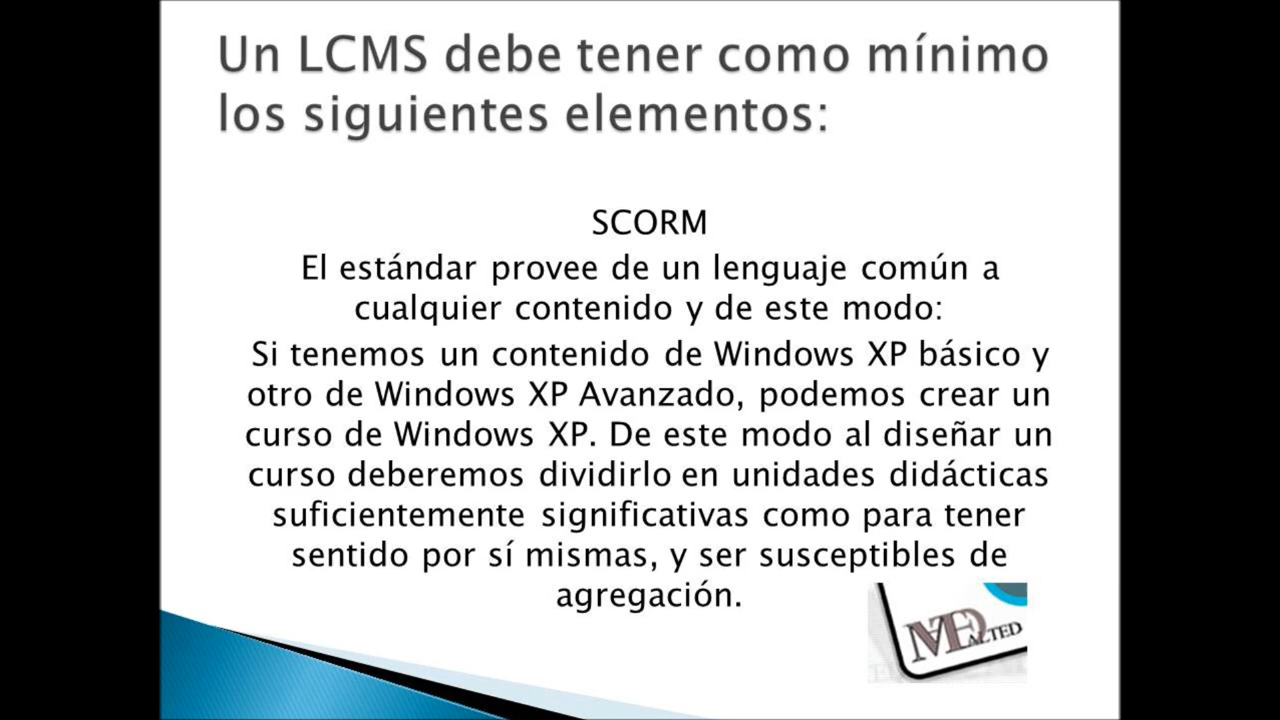 Un LCMS debe tener como mínimo
los siguientes elementos:
SCORM
El estándar provee de un lenguaje común a
cualquier contenido y de este modo:
Si tenemos un contenido de Windows XP básico y
otro de Windows XP Avanzado, podemos crear un
curso de Windows XP. De este modo al diseñar un
curso deberemos dividirlo en unidades didácticas
suficientemente significativas como para tener
sentido por sí mismas, y ser susceptibles de
agregación.